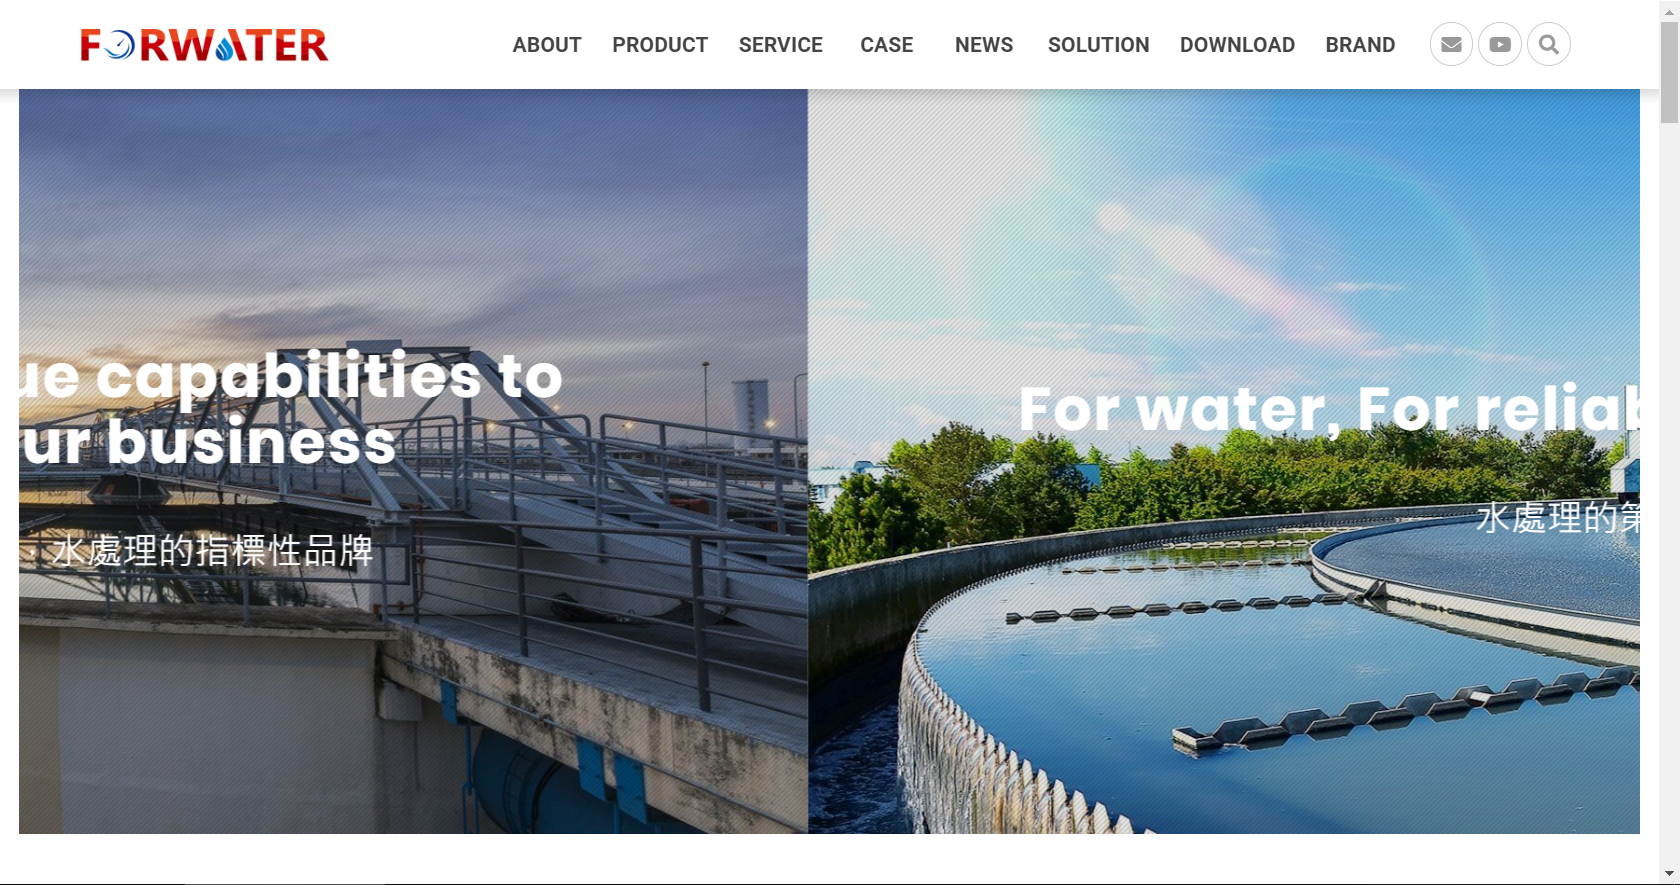 FORWATER
ABOUT PRODUCT SERVICE CASE NEWS SOLUTION DOWNLOAD BRAND
ue capabilities to
ur business
，水處理的指標性品牌
For water, For reliab
水處理的第